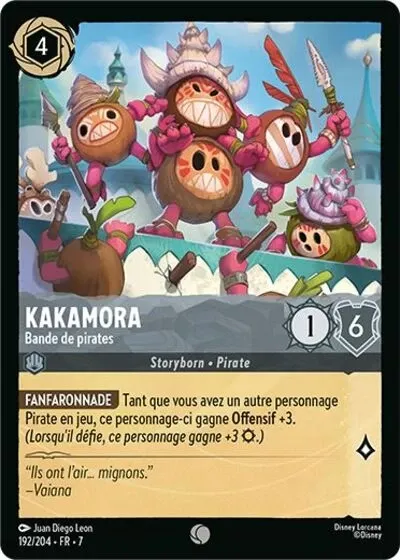 4
KAKAMORA
Bande de pirates
1
6
Storyborn • Pirate
FANFARONNADE Tant que vous avez un autre personnage
Pirate en jeu, ce personnage-ci gagne Offensif +3.
(Lorsqu'il défie, ce personnage gagne +3 .)
“Ils ont l'air... mignons.”
–Vaiana
Juan Diego Leon
192/204 • FR • 7
Disney Lorcana
©Disney